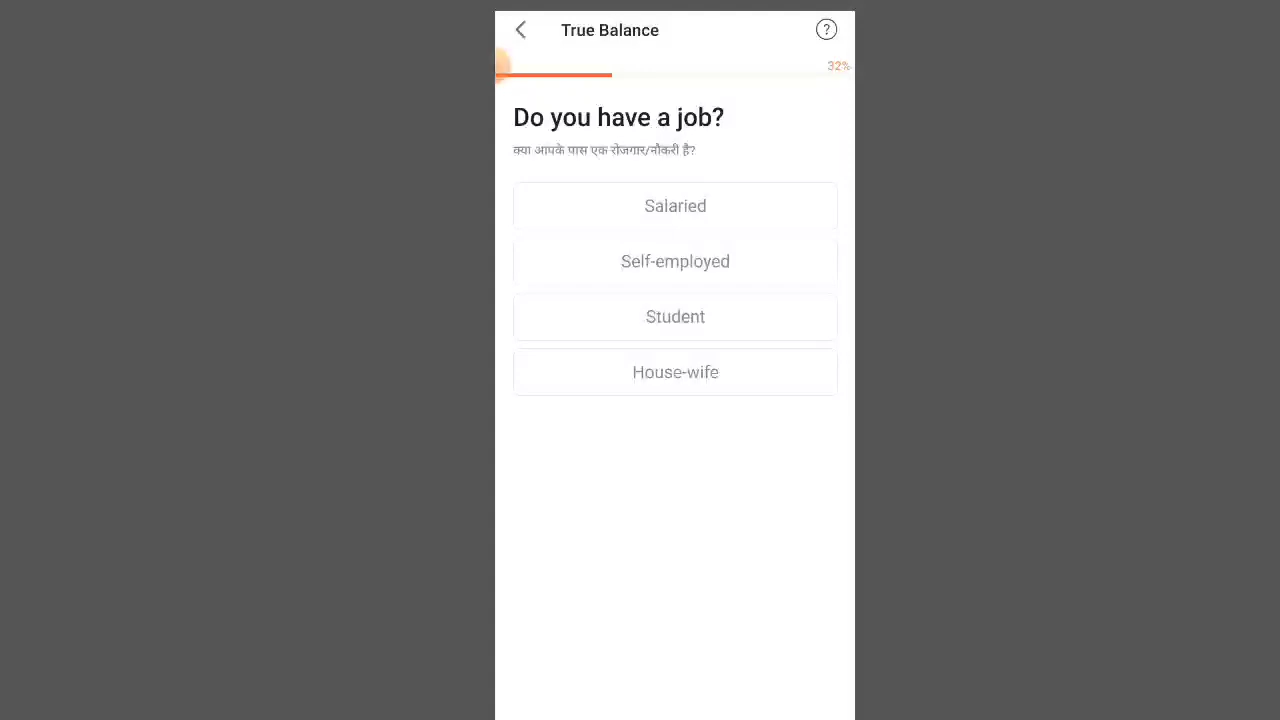 True Balance
?
32%
Do you have a job?
क्या आपके पास एक रोजगार/नौकरी है?
Salaried
Self-employed
Student
House-wife